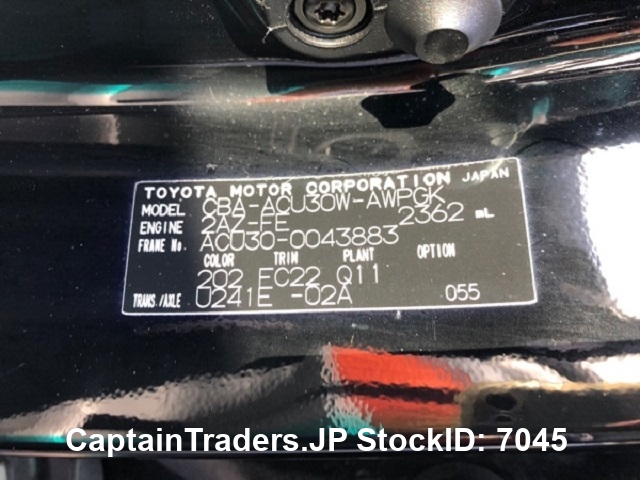 TOYOTA MOTOR CORPORATION JAPAN
MODEL CBA-ACU30W-AWPGK
ENGINE 2AZ-FE 2362 mL
FRAME No. ACU30-0043883
COLOR TRIM PLANT OPTION
202 FC22 Q11
TRANS./AXLE U241E -02A 055
CaptainTraders.JP StockID: 7045